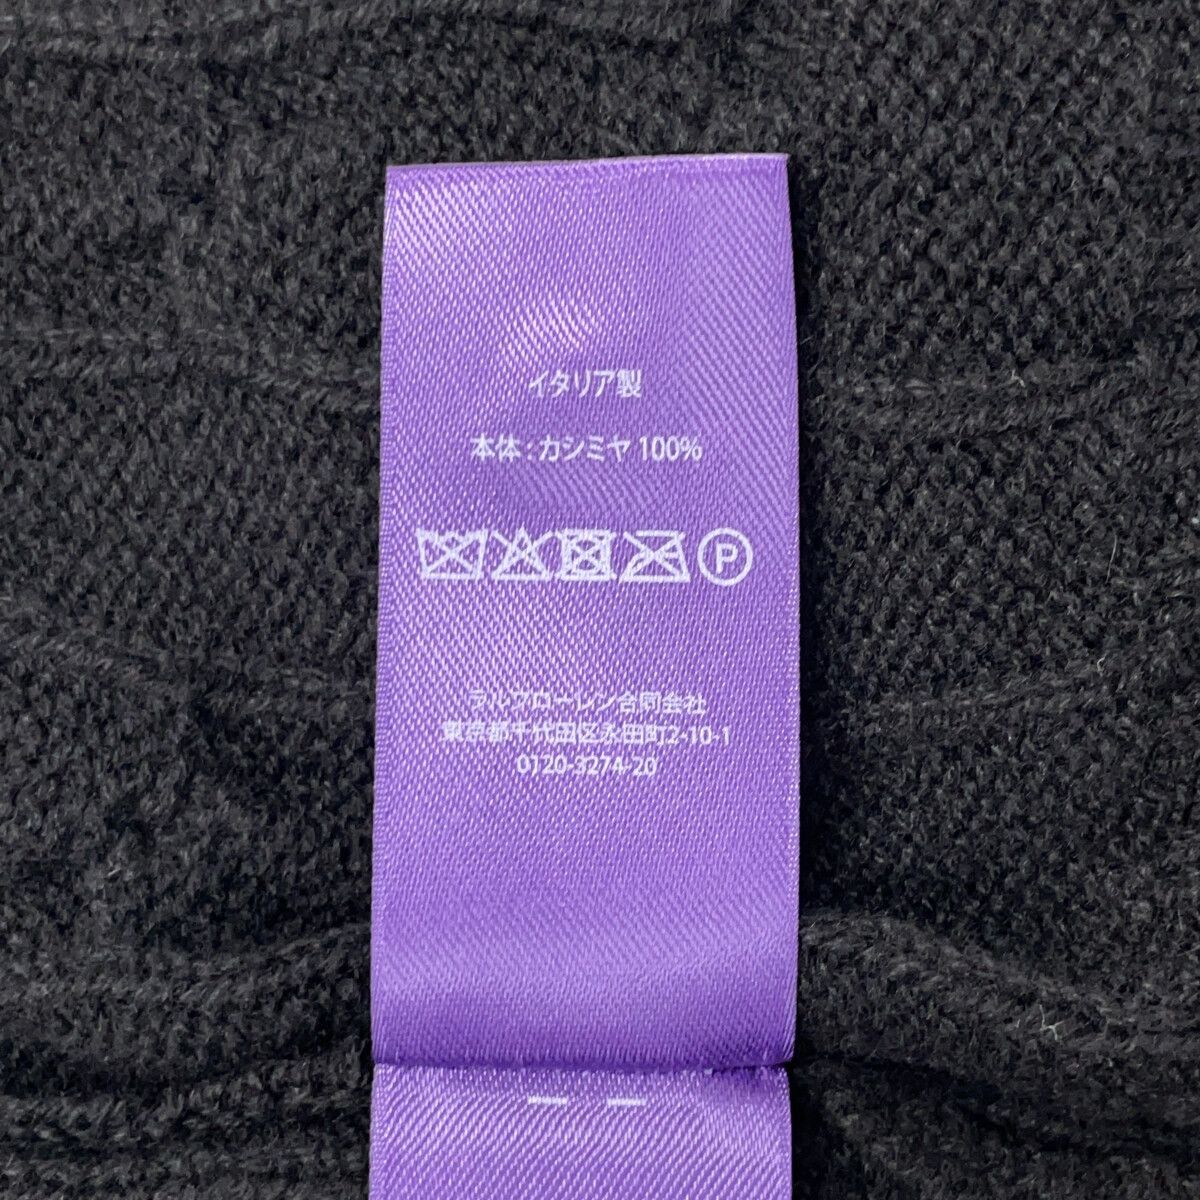 イタリア製
本体 : カシミヤ 100%
P
ラルフローレン合同会社
東京都千代田区永田町2-10-1
0120-3274-20